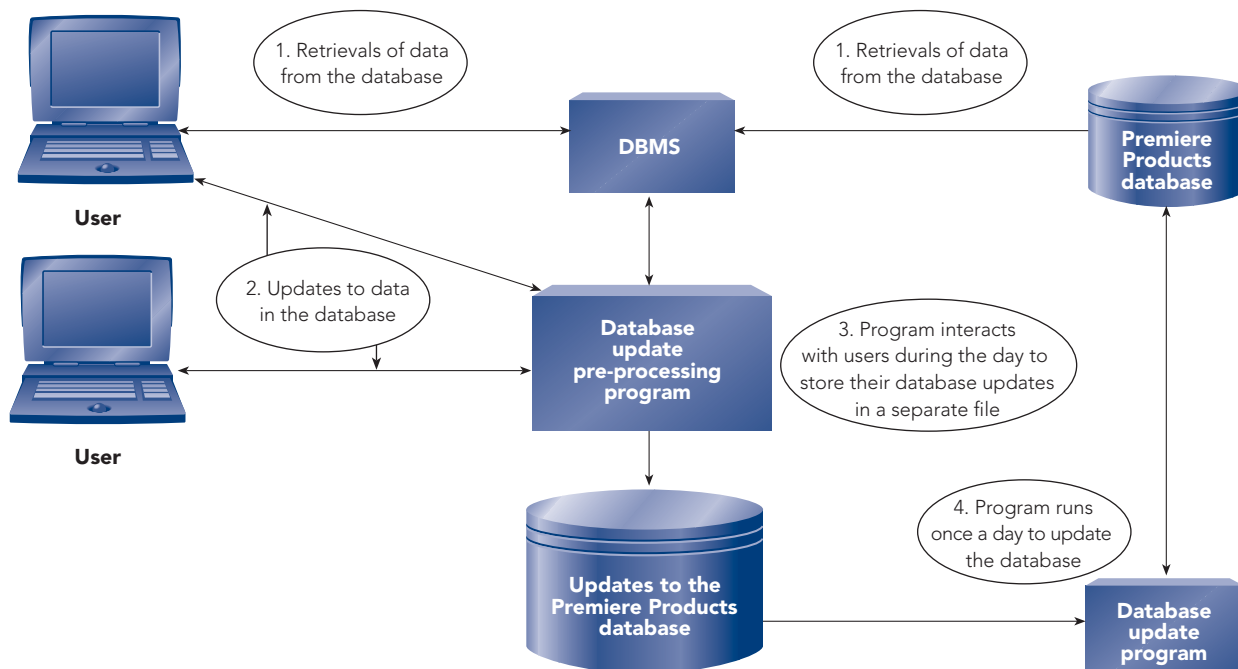 1. Retrievals of data
from the database
1. Retrievals of data
from the database
DBMS
Premiere
Products
database
User
2. Updates to data
in the database
Database
update
pre-processing
program
3. Program interacts
with users during the day to
store their database updates
in a separate file
User
4. Program runs
once a day to update
the database
Updates to the
Premiere Products
database
Database
update
program